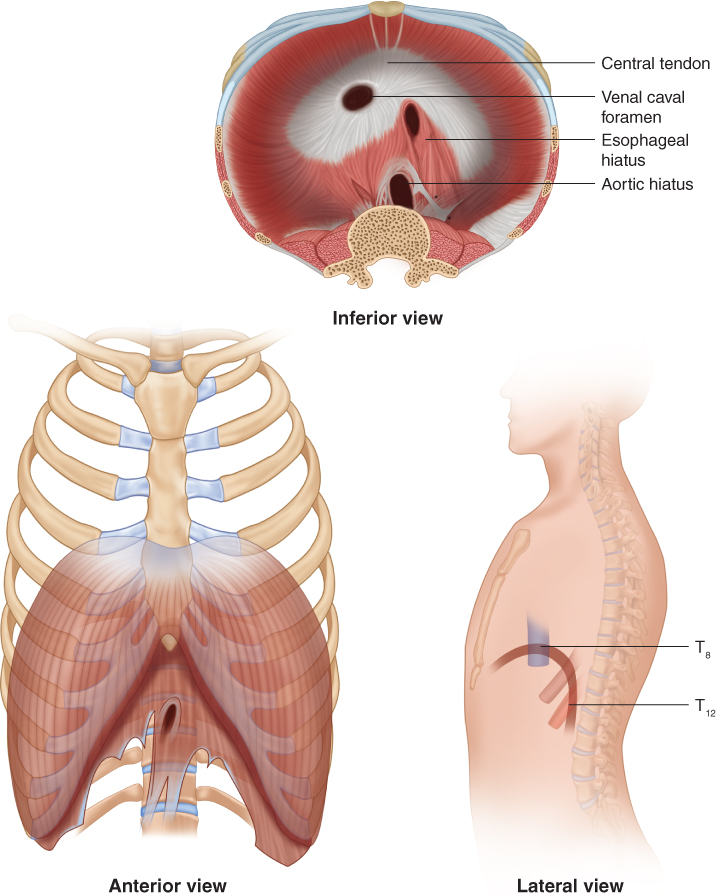 Central tendon
Venal caval
foramen
Esophageal
hiatus
Aortic hiatus
Inferior view
T8
T12
Anterior view
Lateral view